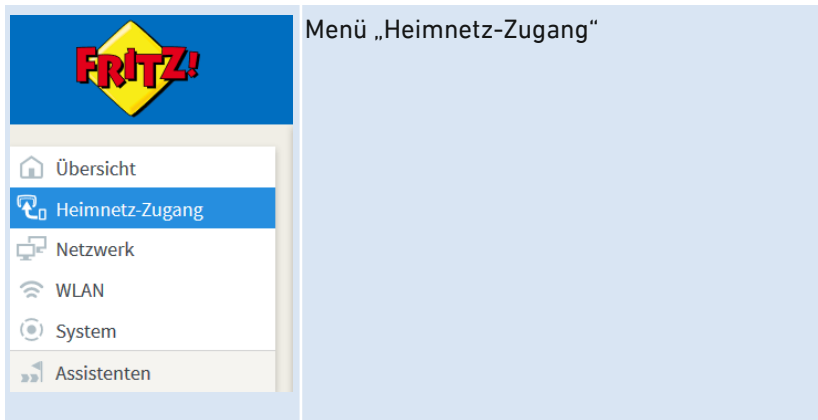 FRITZ!
Menü „Heimnetz-Zugang“
Übersicht
Heimnetz-Zugang
Netzwerk
WLAN
System
Assistenten